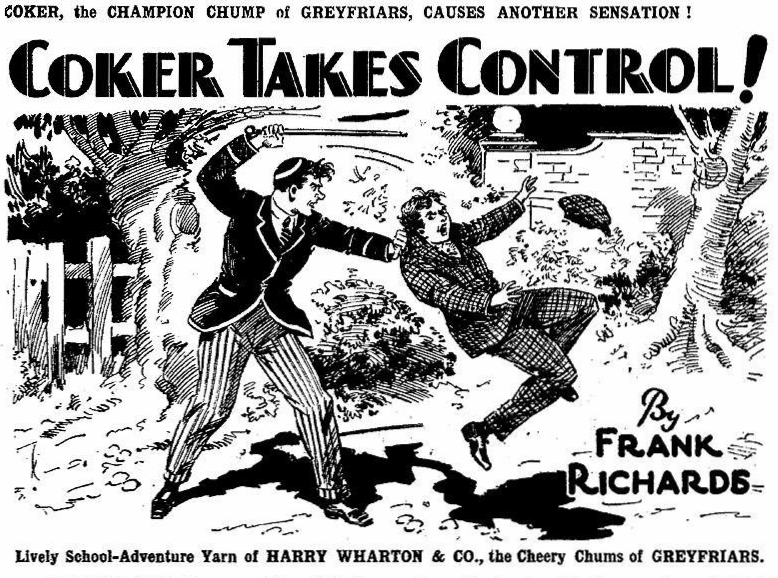 COKER, the CHAMPION CHUMP of GREYFRIARS, CAUSES ANOTHER SENSATION!
COKER TAKES CONTROL!
By
FRANK
RICHARDS
Lively School-Adventure Yarn of HARRY WHARTON & CO., the Cheery Chums of GREYFRIARS.